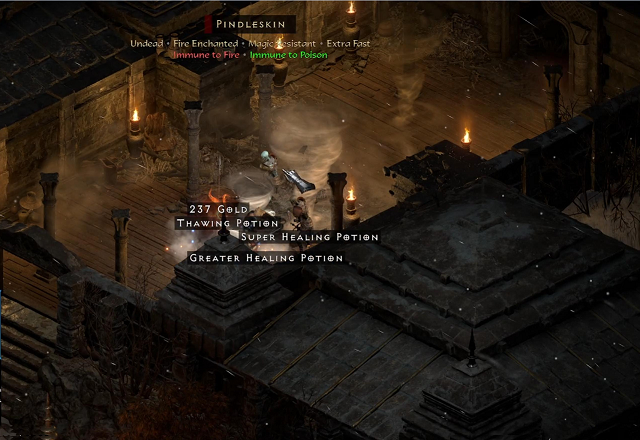 Pindleskin
Undead • Fire Enchanted • Magic Resistant • Extra Fast
Immune to Fire • Immune to Poison
237 Gold
Thawing Potion
Super Healing Potion
Greater Healing Potion